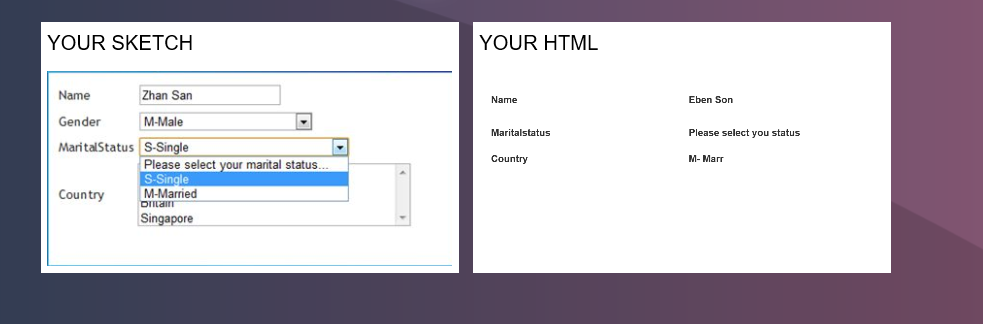 YOUR SKETCH
Name Zhan San
Gender M-Male
MaritalStatus S-Single
Please select your marital status...
S-Single
M-Married
Country Britain
Singapore
YOUR HTML
Name Eben Son
Maritalstatus Please select you status
Country M- Marr